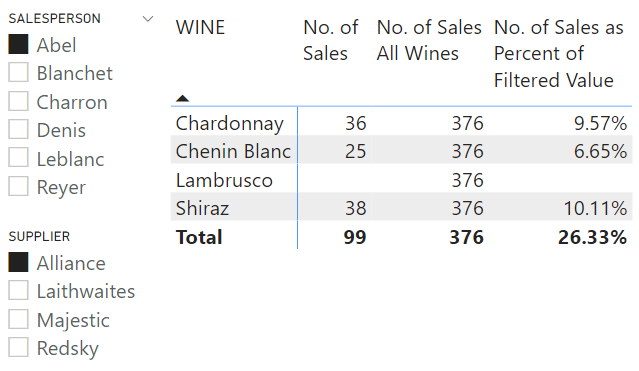 SALESPERSON
Abel
Blanchet
Charron
Denis
Leblanc
Reyer
SUPPLIER
Alliance
Laithwaites
Majestic
Redsky
WINE No. of Sales No. of Sales All Wines No. of Sales as Percent of Filtered Value
Chardonnay 36 376 9.57%
Chenin Blanc 25 376 6.65%
Lambrusco 376
Shiraz 38 376 10.11%
Total 99 376 26.33%